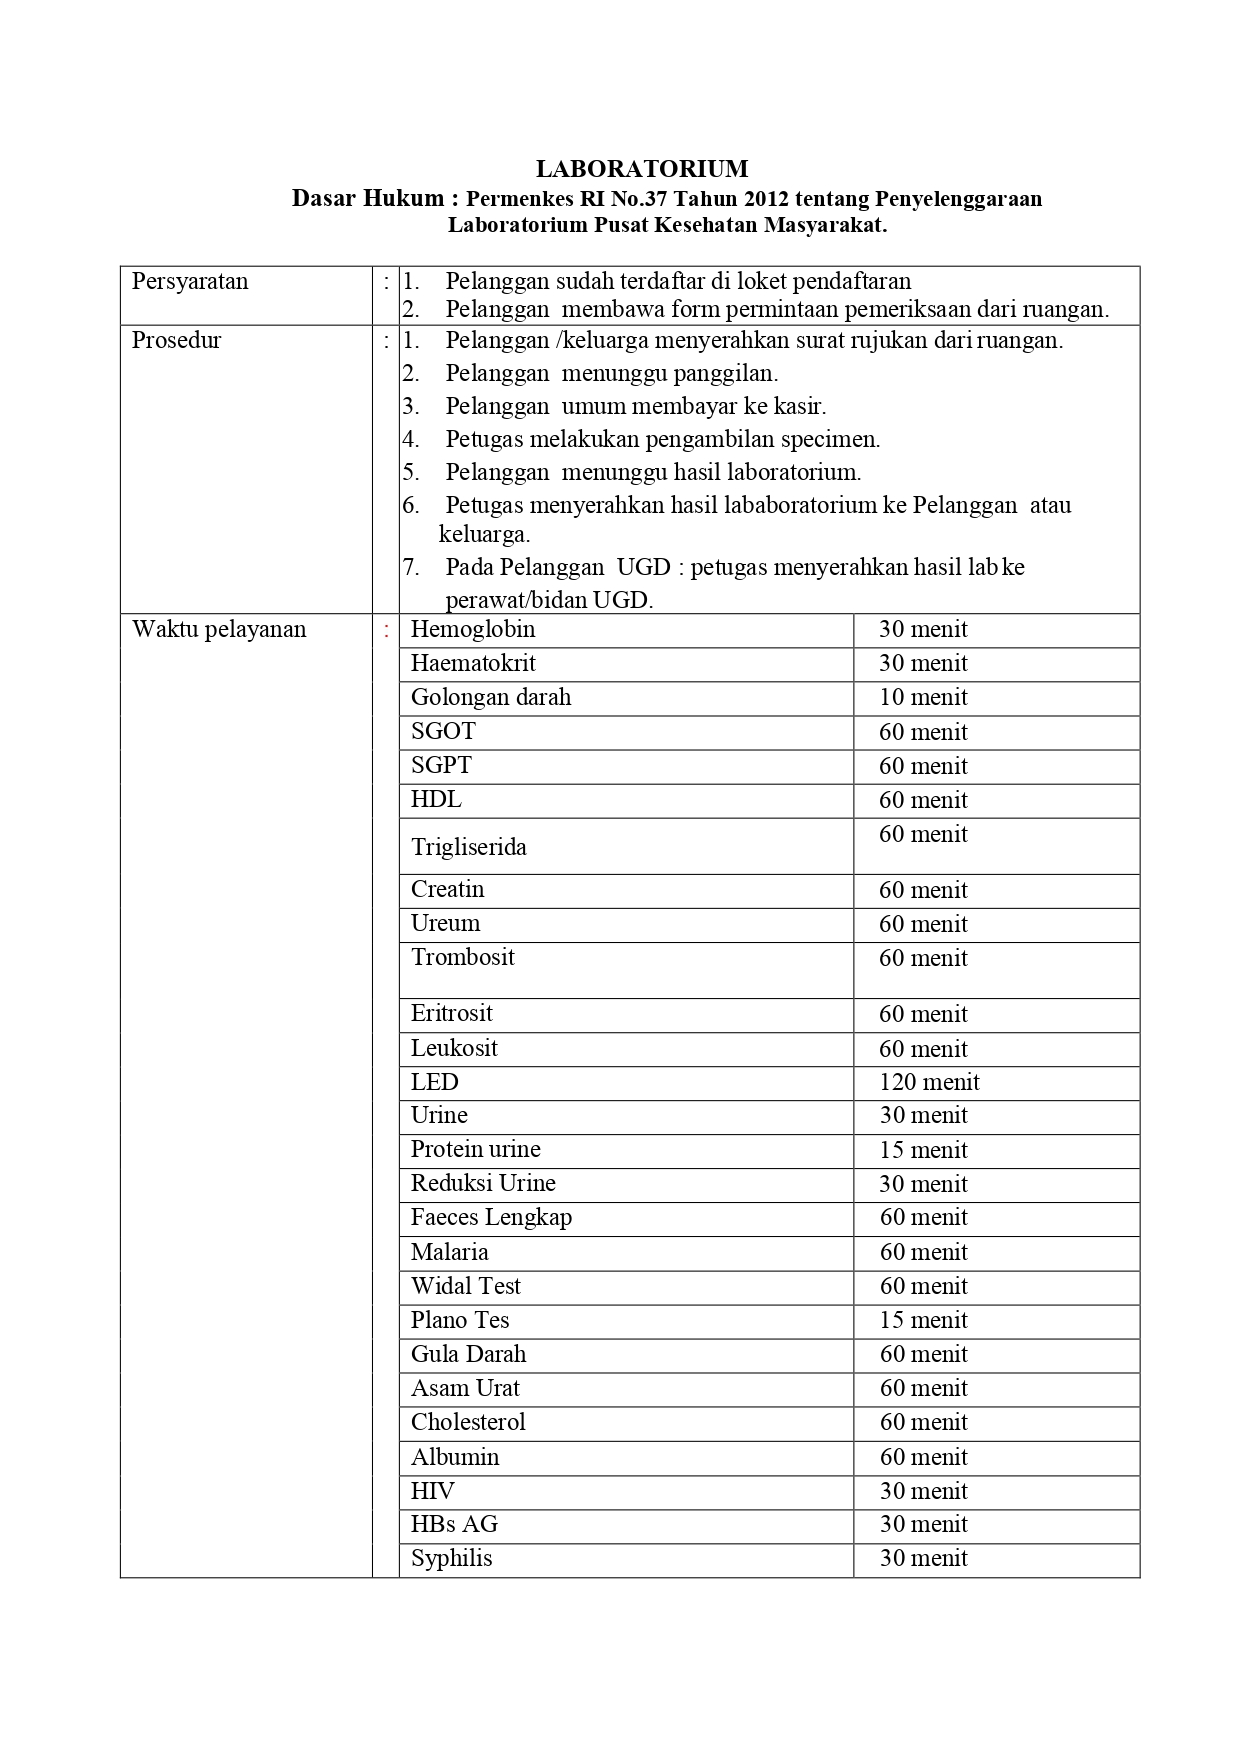 LABORATORIUM
Dasar Hukum : Permenkes RI No.37 Tahun 2012 tentang Penyelenggaraan
Laboratorium Pusat Kesehatan Masyarakat.
Persyaratan : 1. Pelanggan sudah terdaftar di loket pendaftaran
2. Pelanggan membawa form permintaan pemeriksaan dari ruangan.
Prosedur : 1. Pelanggan /keluarga menyerahkan surat rujukan dari ruangan.
2. Pelanggan menunggu panggilan.
3. Pelanggan umum membayar ke kasir.
4. Petugas melakukan pengambilan specimen.
5. Pelanggan menunggu hasil laboratorium.
6. Petugas menyerahkan hasil lababoratorium ke Pelanggan atau
keluarga.
7. Pada Pelanggan UGD : petugas menyerahkan hasil lab ke
perawat/bidan UGD.
Waktu pelayanan : Hemoglobin 30 menit
Haematokrit 30 menit
Golongan darah 10 menit
SGOT 60 menit
SGPT 60 menit
HDL 60 menit
Trigliserida 60 menit
Creatin 60 menit
Ureum 60 menit
Trombosit 60 menit
Eritrosit 60 menit
Leukosit 60 menit
LED 120 menit
Urine 30 menit
Protein urine 15 menit
Reduksi Urine 30 menit
Faeces Lengkap 60 menit
Malaria 60 menit
Widal Test 60 menit
Plano Tes 15 menit
Gula Darah 60 menit
Asam Urat 60 menit
Cholesterol 60 menit
Albumin 60 menit
HIV 30 menit
HBs AG 30 menit
Syphilis 30 menit